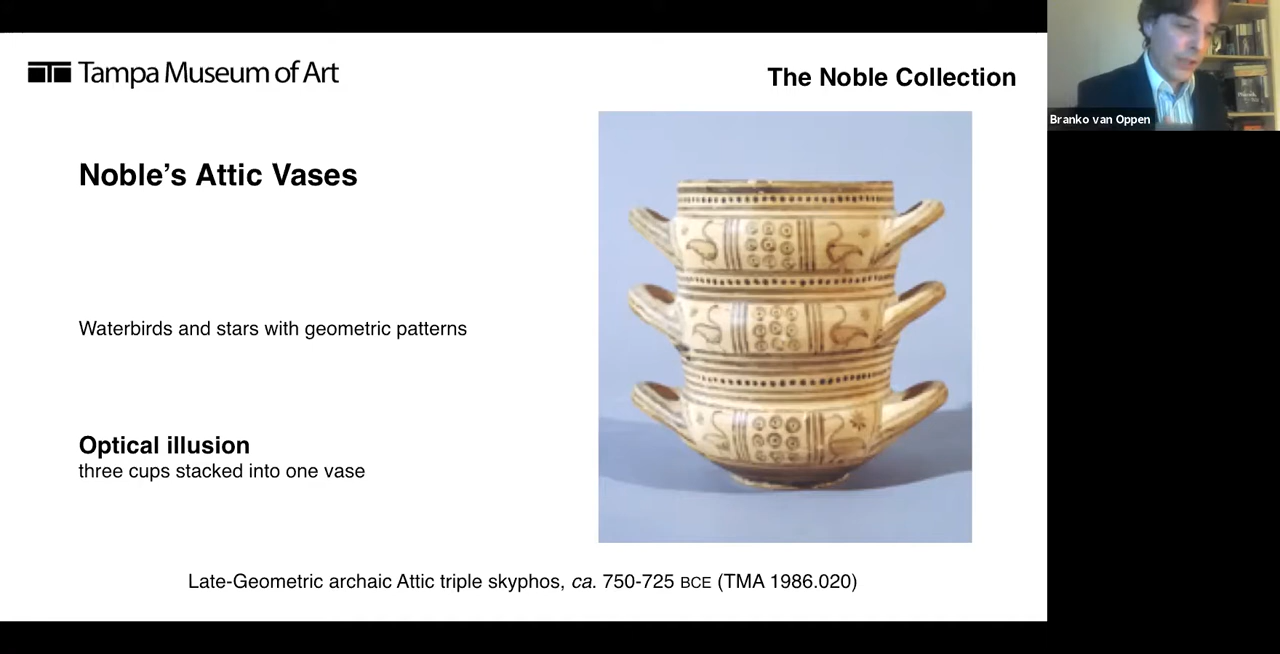 Tampa Museum of Art
The Noble Collection
Branko van Oppen
Noble's Attic Vases
Waterbirds and stars with geometric patterns
Optical illusion
three cups stacked into one vase
Late-Geometric archaic Attic triple skyphos, ca. 750-725 BCE (TMA 1986.020)